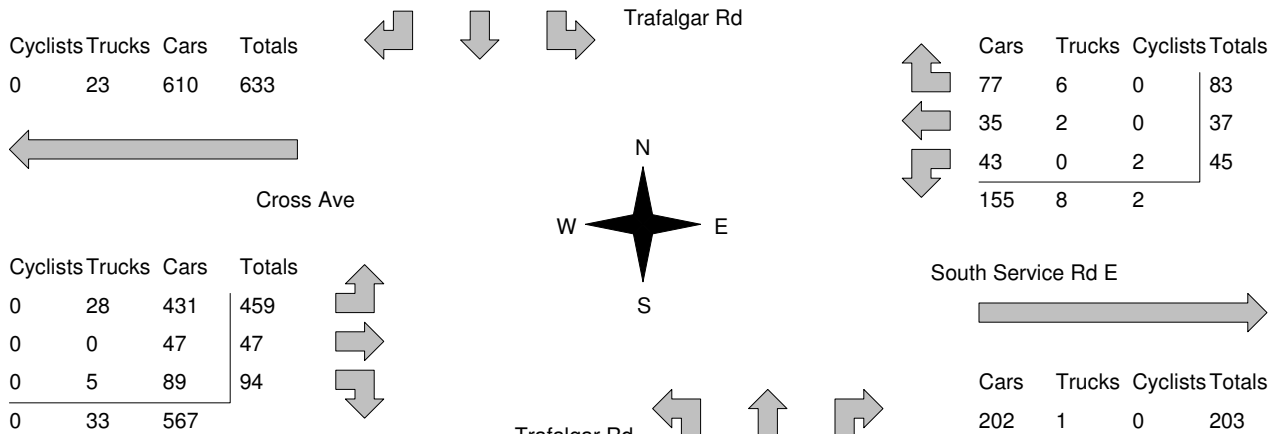 Trafalgar Rd
Cyclists Trucks Cars Totals
0 23 610 633
Cars Trucks Cyclists Totals
77 6 0 83
35 2 0 37
43 0 2 45
155 8 2
Cross Ave
N
W E
S
Cyclists Trucks Cars Totals
0 28 431 459
0 0 47 47
0 5 89 94
0 33 567
South Service Rd E
Cars Trucks Cyclists Totals
202 1 0 203
Trafalgar Rd